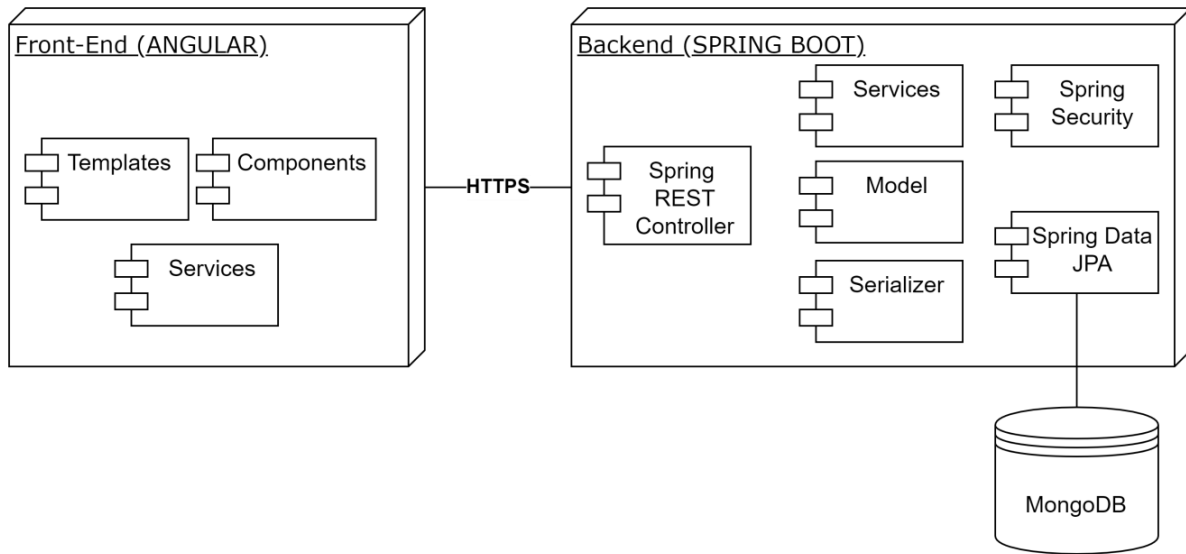 Front-End (ANGULAR)
Templates
Components
Services
HTTPS
Backend (SPRING BOOT)
Spring
REST
Controller
Services
Model
Serializer
Spring
Security
Spring Data
JPA
MongoDB